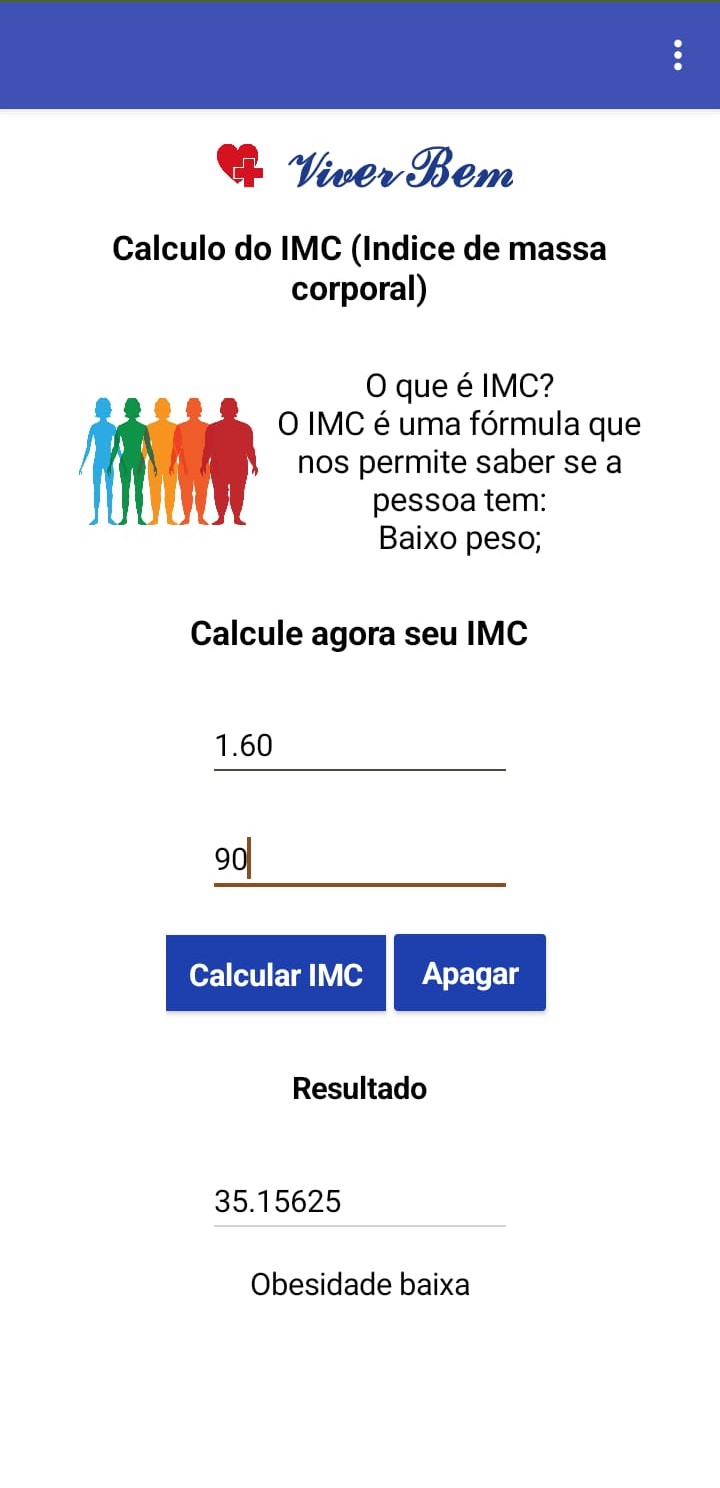 Viver Bem
Calculo do IMC (Indice de massa
corporal)
O que é IMC?
O IMC é uma fórmula que
nos permite saber se a
pessoa tem:
Baixo peso;
Calcule agora seu IMC
1.60
90
Calcular IMC
Apagar
Resultado
35.15625
Obesidade baixa